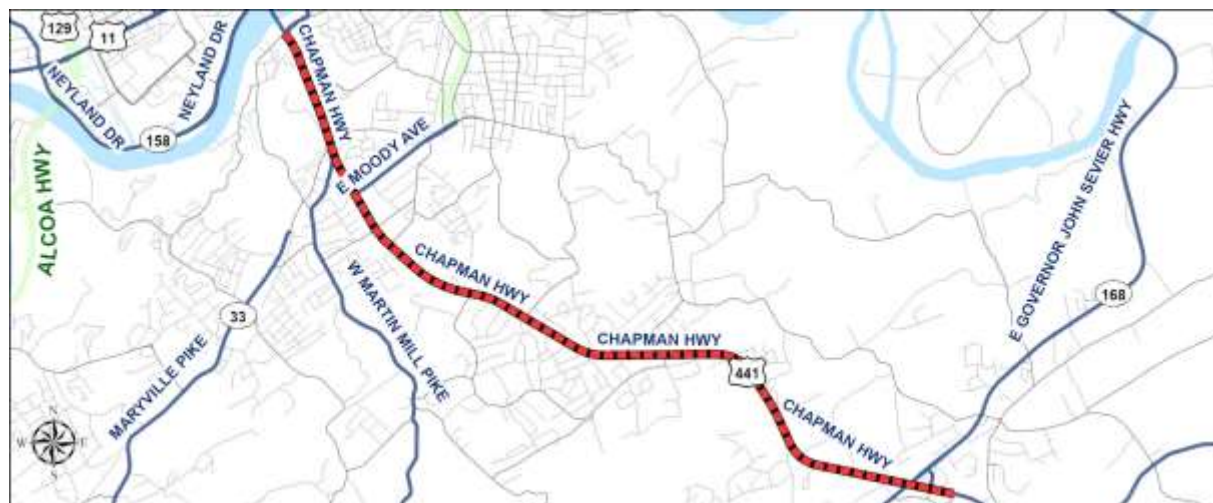 129
11
NEYLAND DR
NEYLAND DR
158
CHAPMAN HWY
E MOODY AVE
ALCOA HWY
CHAPMAN HWY
W MARTIN MILL PIKE
33
MARYVILLE PIKE
CHAPMAN HWY
441
CHAPMAN HWY
E GOVERNOR JOHN SEVIER HWY
168
N
W
E
S